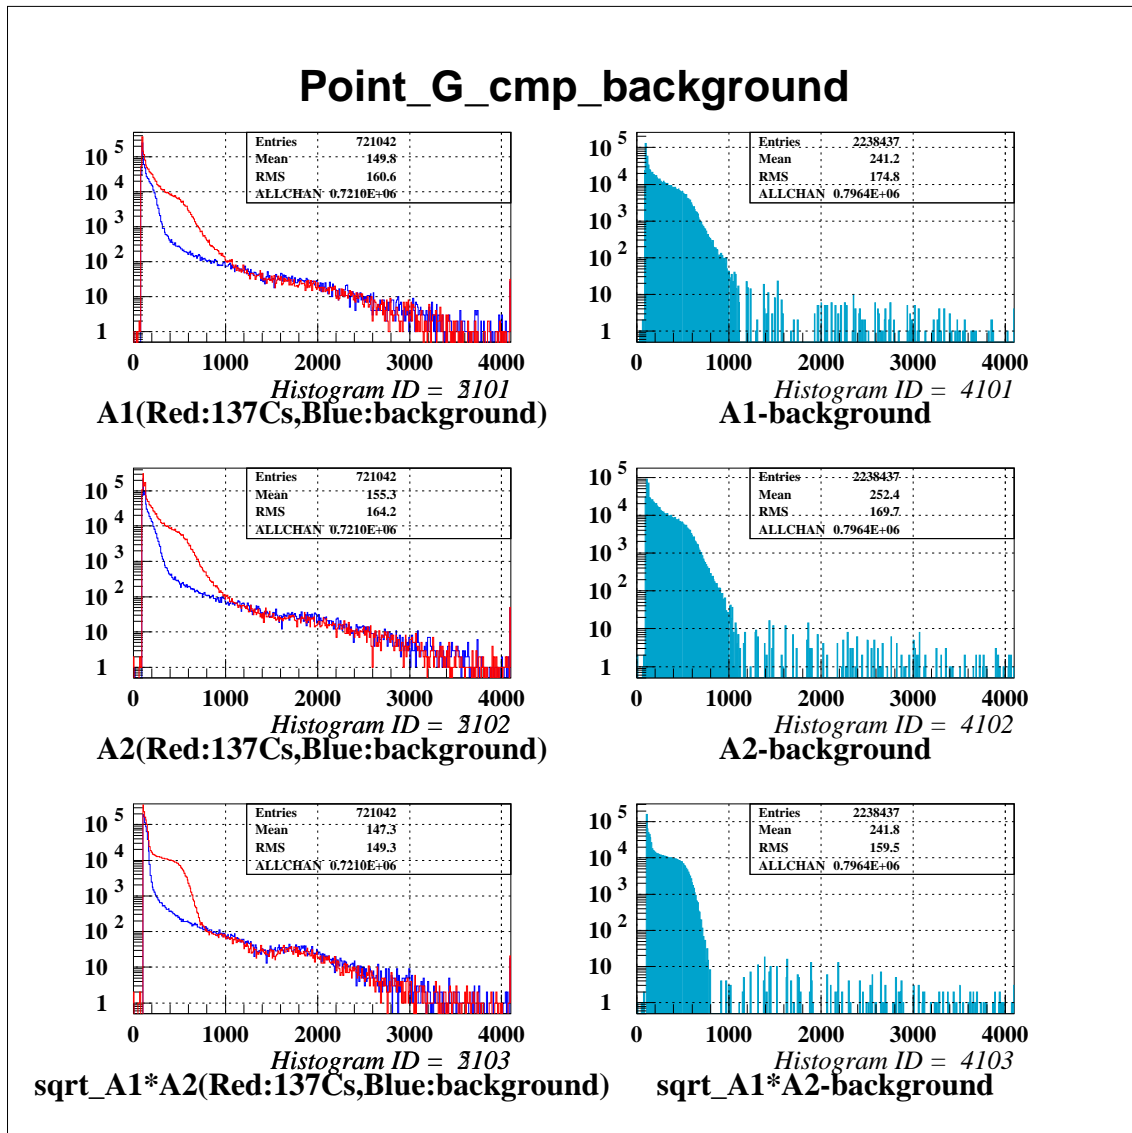 Point_G_cmp_background
Entries 721042
Mean 149.8
RMS 160.6
ALLCHAN 0.7210E+06
10 5
10 4
10 3
10 2
10
1
0 1000 2000 3000 4000
Histogram ID = 101
A1(Red:137Cs,Blue:background)
Entries 2238437
Mean 241.2
RMS 174.8
ALLCHAN 0.7964E+06
10 5
10 4
10 3
10 2
10
1
0 1000 2000 3000 4000
Histogram ID = 4101
A1-background
Entries 721042
Mean 155.3
RMS 164.2
ALLCHAN 0.7210E+06
10 5
10 4
10 3
10 2
10
1
0 1000 2000 3000 4000
Histogram ID = 102
A2(Red:137Cs,Blue:background)
Entries 2238437
Mean 252.4
RMS 169.7
ALLCHAN 0.7964E+06
10 5
10 4
10 3
10 2
10
1
0 1000 2000 3000 4000
Histogram ID = 4102
A2-background
Entries 721042
Mean 147.3
RMS 149.3
ALLCHAN 0.7210E+06
10 5
10 4
10 3
10 2
10
1
0 1000 2000 3000 4000
Histogram ID = 103
sqrt_A1*A2(Red:137Cs,Blue:background)
Entries 2238437
Mean 241.8
RMS 159.5
ALLCHAN 0.7964E+06
10 5
10 4
10 3
10 2
10
1
0 1000 2000 3000 4000
Histogram ID = 4103
sqrt_A1*A2-background